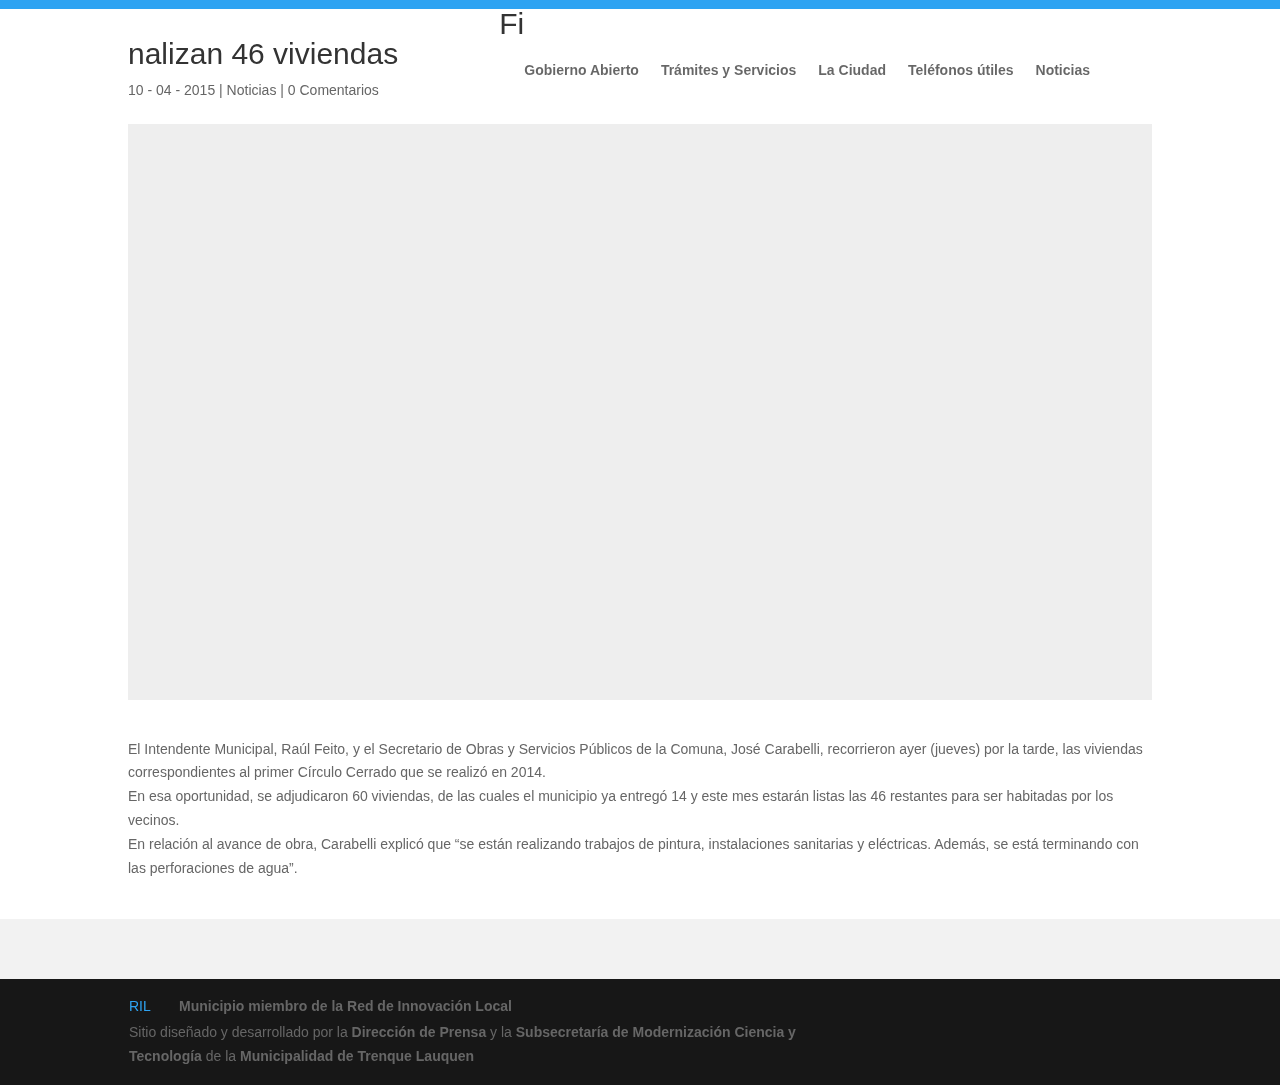 Fi
nalizan 46 viviendas
Gobierno Abierto Trámites y Servicios La Ciudad Teléfonos útiles Noticias
10 - 04 - 2015 | Noticias | 0 Comentarios
El Intendente Municipal, Raúl Feito, y el Secretario de Obras y Servicios Públicos de la Comuna, José Carabelli, recorrieron ayer (jueves) por la tarde, las viviendas
correspondientes al primer Círculo Cerrado que se realizó en 2014.
En esa oportunidad, se adjudicaron 60 viviendas, de las cuales el municipio ya entregó 14 y este mes estarán listas las 46 restantes para ser habitadas por los
vecinos.
En relación al avance de obra, Carabelli explicó que “se están realizando trabajos de pintura, instalaciones sanitarias y eléctricas. Además, se está terminando con
las perforaciones de agua”.
RIL Municipio miembro de la Red de Innovación Local
Sitio diseñado y desarrollado por la Dirección de Prensa y la Subsecretaría de Modernización Ciencia y
Tecnología de la Municipalidad de Trenque Lauquen